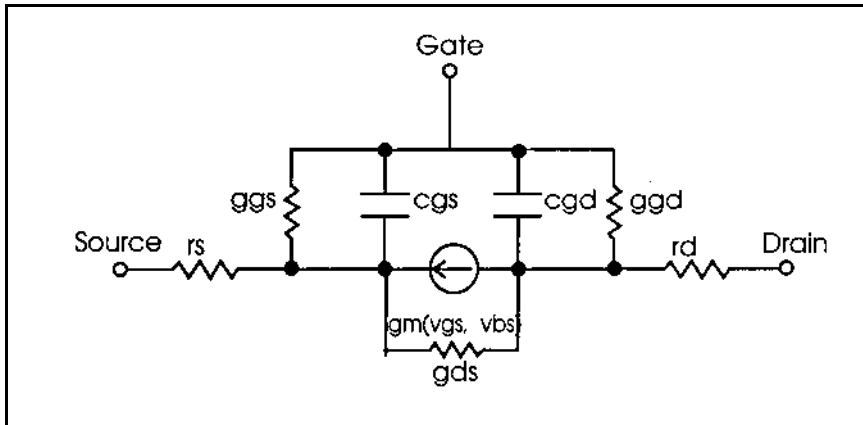 Gate
ggs
cgs
cgd
ggd
Source
rs
rd
Drain
gm(vgs, vbs)
gds